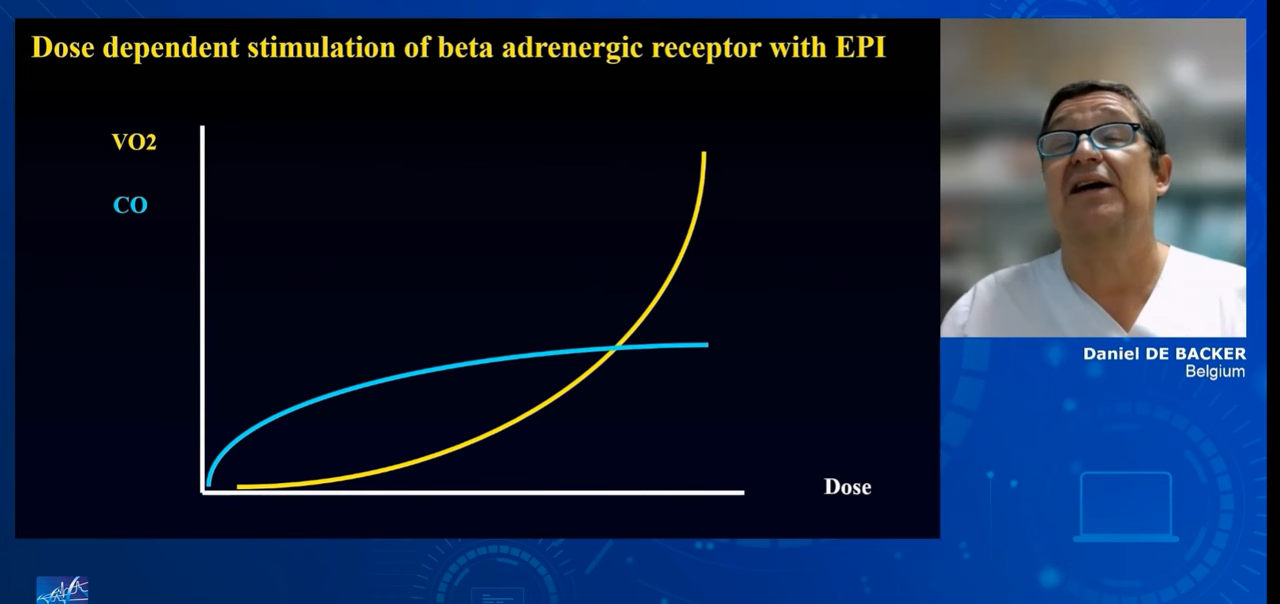 Dose dependent stimulation of beta adrenergic receptor with EPI
VO2
CO
Dose
Daniel DE BACKER
Belgium